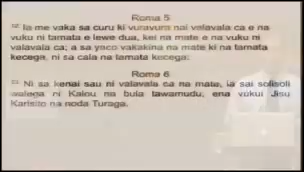 Roma 5
12 Ia me vaka sa curu ki vuravura nai valavala ca e na
vuku ni tamata e lewe dua, kei na mate e na vuku ni
valavala ca; a sa yaco vakakina na mate ki na tamata
kecega, ni sa cala na tamata kecega:
Roma 6
23 Ni sa kenai sau ni valavala ca na mate, ia sai solisoli
walega ni Kalou na bula tawamudu, ena vukui Jisu
Karisito na noda Turaga.